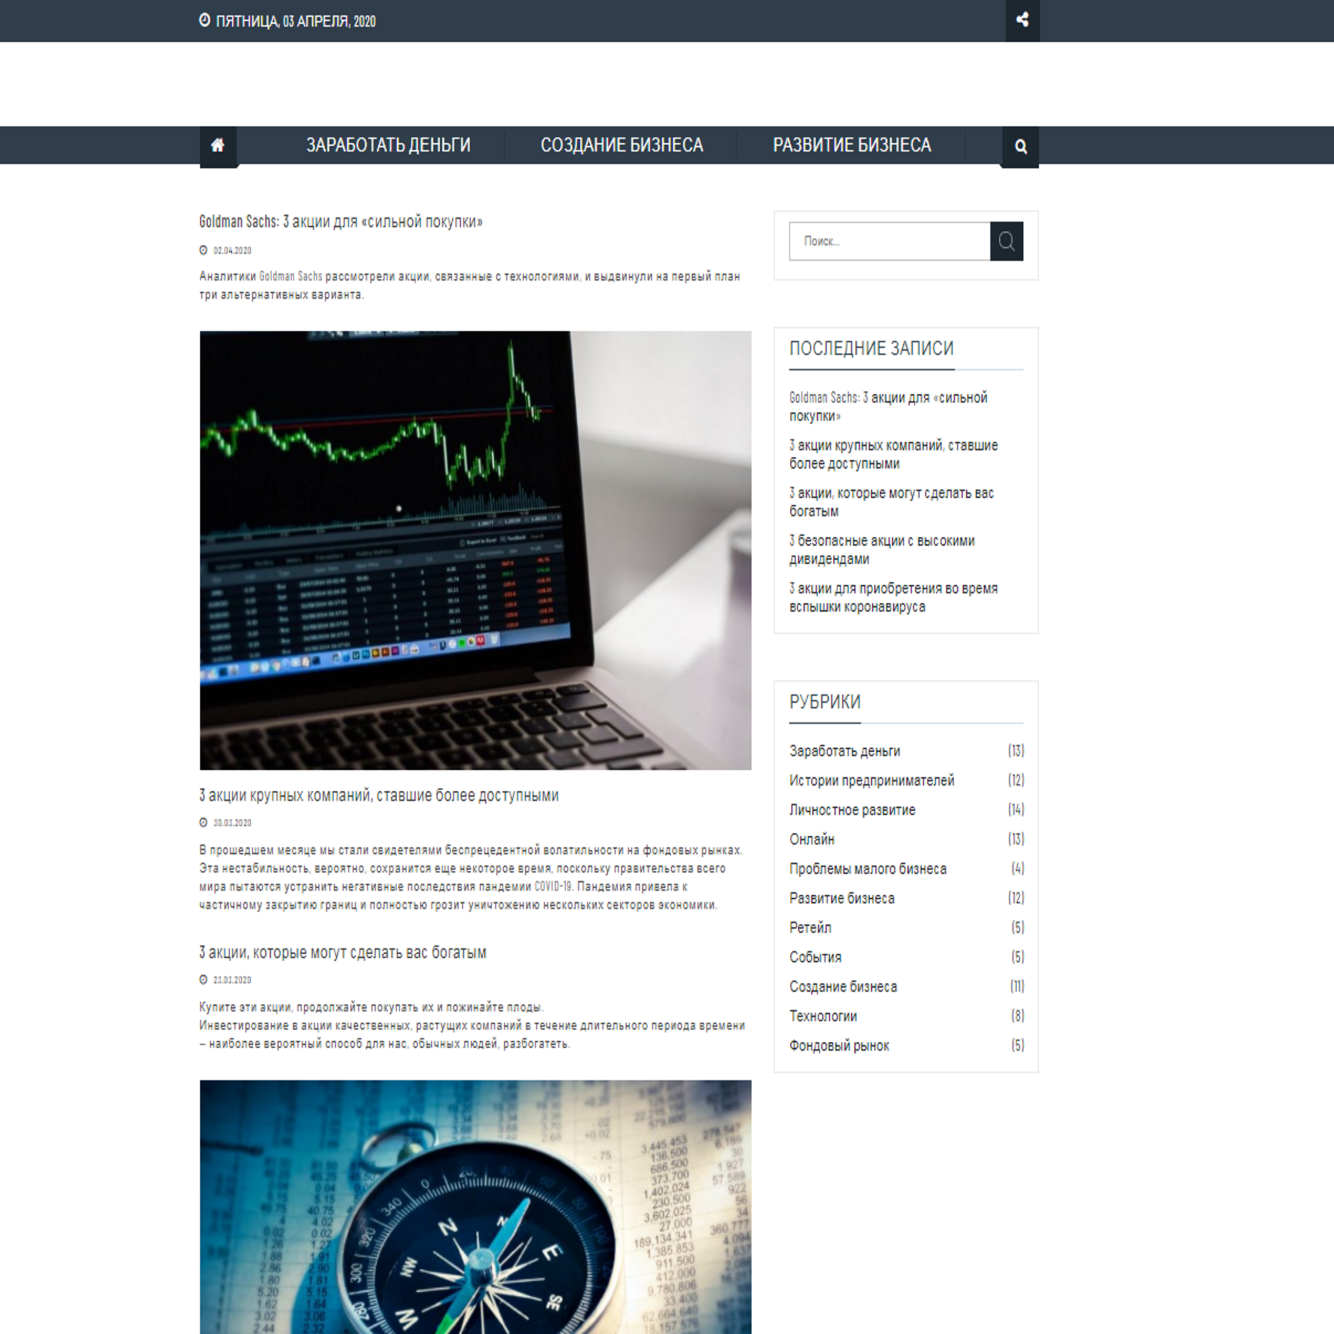 ПЯТНИЦА, 03 АПРЕЛЯ, 2020
ЗАРАБОТАТЬ ДЕНЬГИ
СОЗДАНИЕ БИЗНЕСА
РАЗВИТИЕ БИЗНЕСА
Goldman Sachs: 3 акции для «сильной покупки»
02.04.2020
Аналитики Goldman Sachs рассмотрели акции, связанные с технологиями, и выдвинули на первый план
три альтернативных варианта.
3 акции крупных компаний, ставшие более доступными
30.03.2020
В прошедшем месяце мы стали свидетелями беспрецедентной волатильности на фондовых рынках.
Эта нестабильность, вероятно, сохранится еще некоторое время, поскольку правительства всего
мира пытаются устранить негативные последствия пандемии COVID-19. Пандемия привела к
частичному закрытию границ и полностью грозит уничтожению нескольких секторов экономики.
3 акции, которые могут сделать вас богатым
23.03.2020
Купите эти акции, продолжайте покупать их и пожинайте плоды.
Инвестирование в акции качественных, растущих компаний в течение длительного периода времени
– наиболее вероятный способ для нас, обычных людей, разбогатеть.
N
E
SE
W
NW
Поиск...
ПОСЛЕДНИЕ ЗАПИСИ
Goldman Sachs: 3 акции для «сильной
покупки»
3 акции крупных компаний, ставшие
более доступными
3 акции, которые могут сделать вас
богатым
3 безопасные акции с высокими
дивидендами
3 акции для приобретения во время
вспышки коронавируса
РУБРИКИ
Заработать деньги (13)
Истории предпринимателей (12)
Личностное развитие (14)
Онлайн (13)
Проблемы малого бизнеса (4)
Развитие бизнеса (12)
Ретейл (5)
События (5)
Создание бизнеса (11)
Технологии (8)
Фондовый рынок (5)